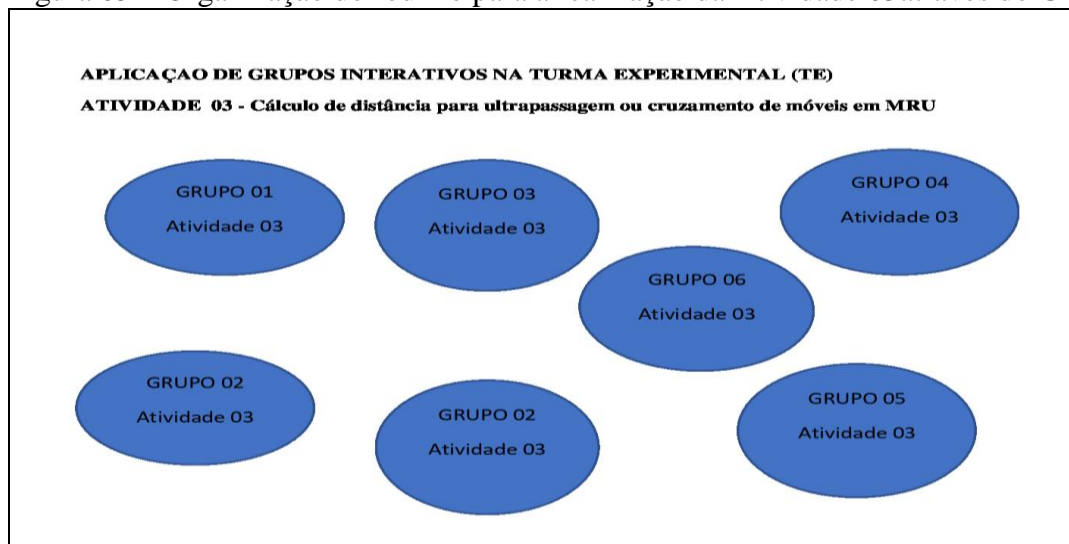 APLICAÇAO DE GRUPOS INTERATIVOS NA TURMA EXPERIMENTAL (TE)
ATIVIDADE 03 - Cálculo de distância para ultrapassagem ou cruzamento de móveis em MRU
GRUPO 01
Atividade 03
GRUPO 03
Atividade 03
GRUPO 04
Atividade 03
GRUPO 06
Atividade 03
GRUPO 02
Atividade 03
GRUPO 02
Atividade 03
GRUPO 05
Atividade 03